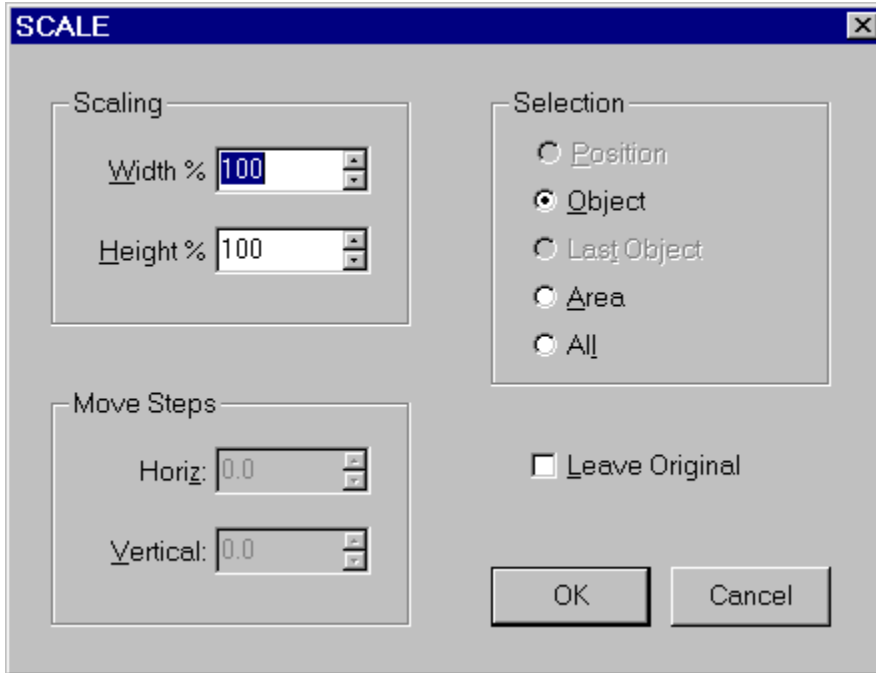 SCALE
Scaling
Width % 100
Height % 100
Selection
Position
Object
Last Object
Area
All
Move Steps
Horiz: 0.0
Vertical: 0.0
Leave Original
OK
Cancel